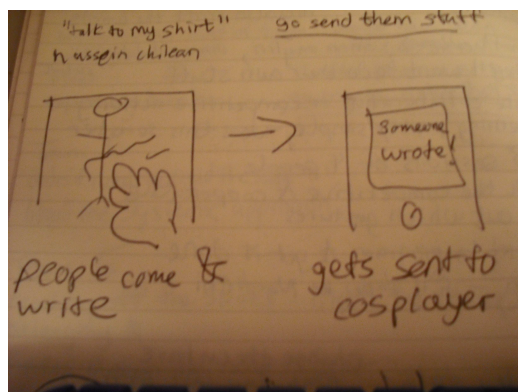 "talk to my shirt"
hussein chilean
go send them stuff
Someone
wrote!
people come &
write
gets sent to
cosplayer